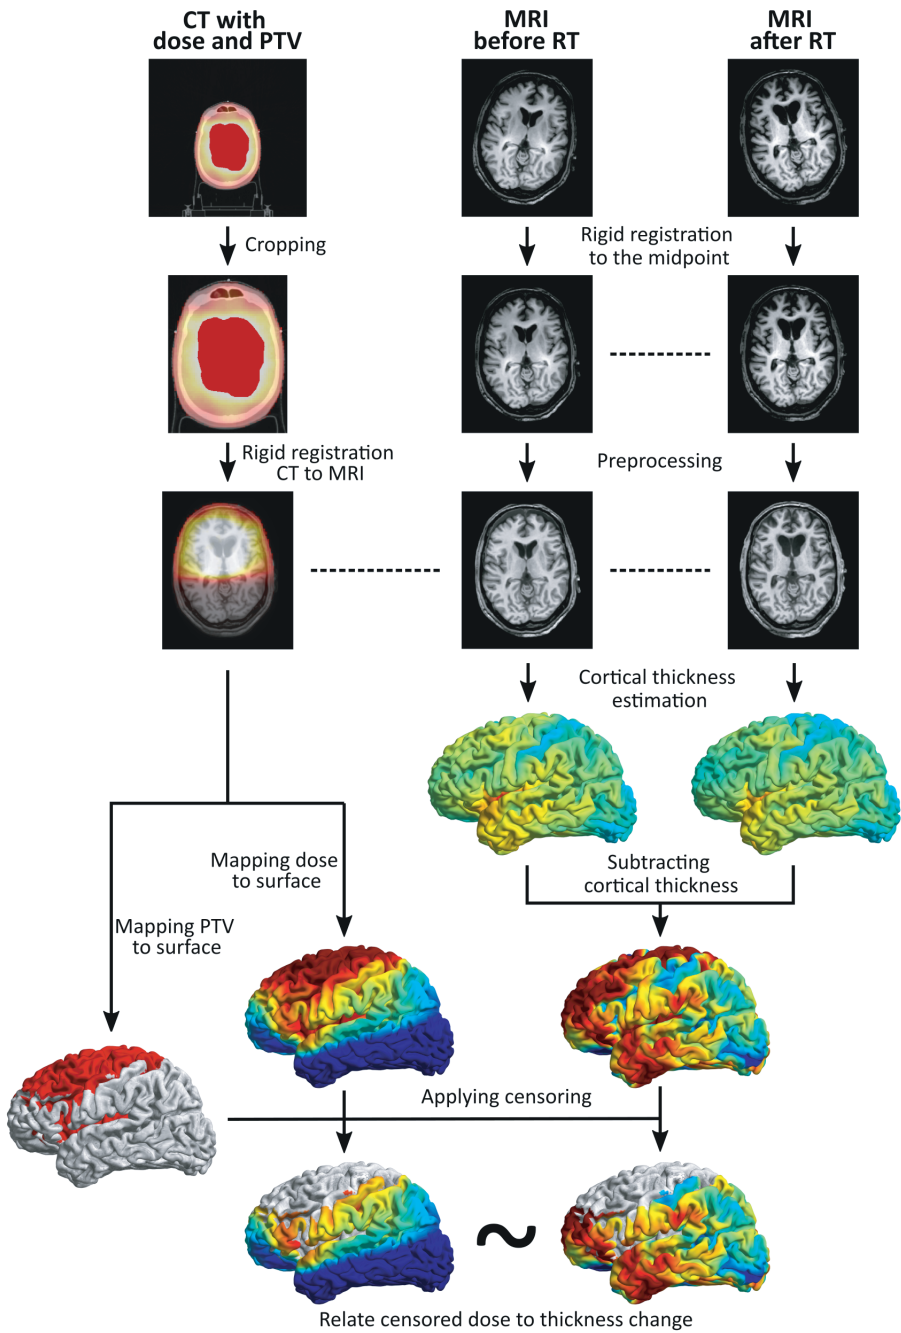 CT with
dose and PTV
MRI
before RT
MRI
after RT
Cropping
Rigid registration
to the midpoint
Rigid registration
CT to MRI
Preprocessing
Cortical thickness
estimation
Mapping dose
to surface
Subtracting
cortical thickness
Mapping PTV
to surface
Applying censoring
~
Relate censored dose to thickness change